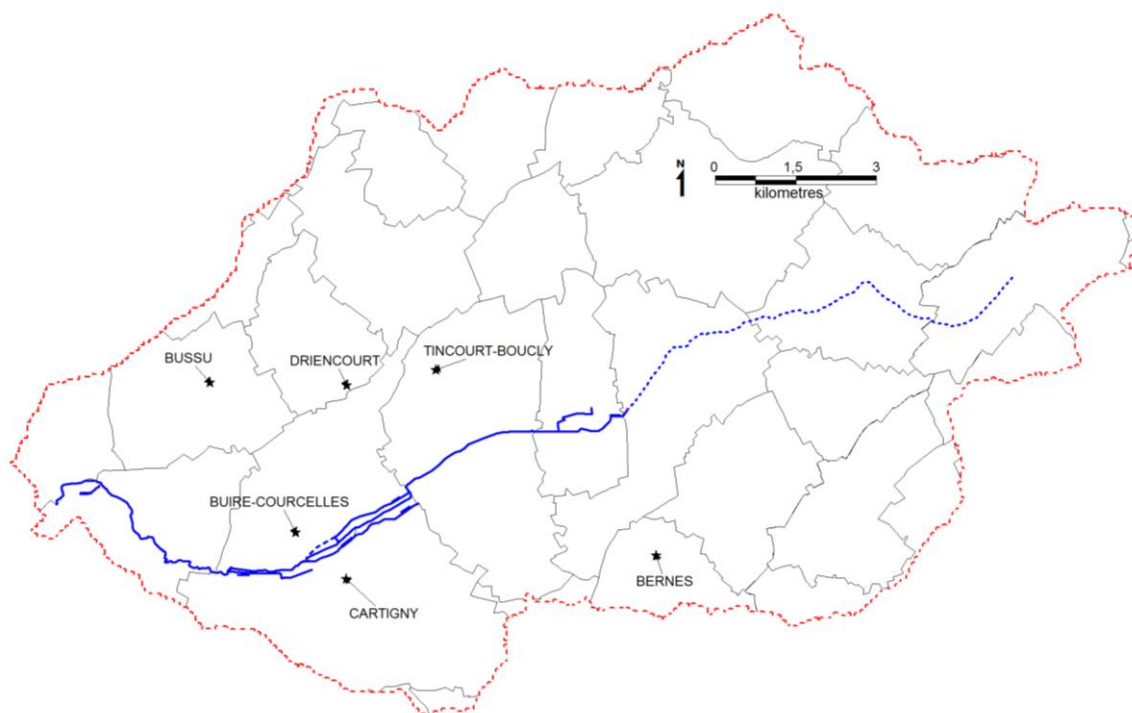 N
0 1,5 3
kilometres
BUSSU
DRIENCOURT
TINCOURT-BOUCLY
BUIRE-COURCELLES
BERNES
CARTIGNY